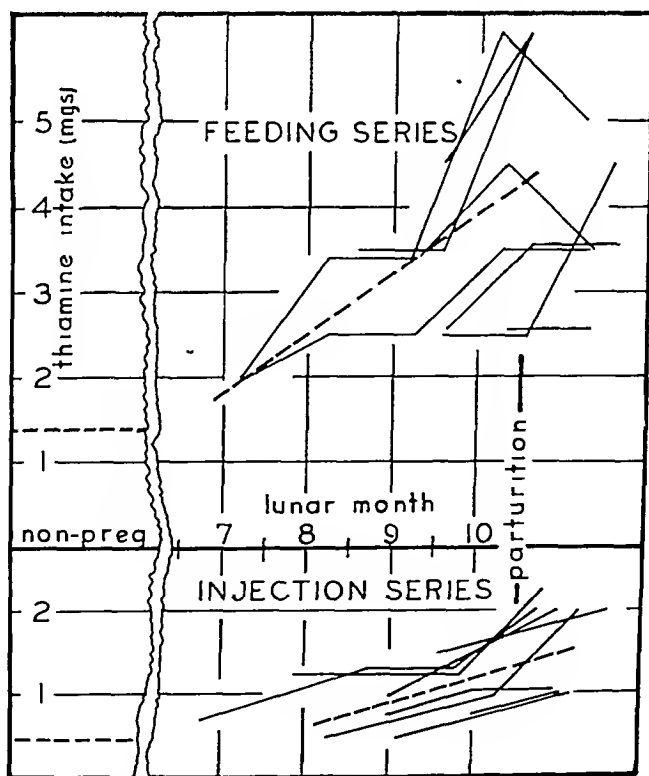 thiamine intake (mgs)
5
4
3
2
1
FEEDING SERIES
lunar month
non-preg 7 8 9 10
parturition
INJECTION SERIES
2
1